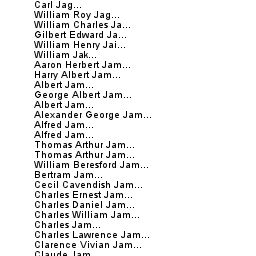 Carl Jag...
William Roy Jag...
William Charles Ja...
Gilbert Edward Ja...
William Henry Jai...
William Jak...
Aaron Herbert Jam...
Harry Albert Jam...
Albert Jam...
George Albert Jam...
Albert Jam...
Alexander George Jam...
Alfred Jam...
Alfred Jam...
Thomas Arthur Jam...
Thomas Arthur Jam...
William Beresford Jam...
Bertram Jam...
Cecil Cavendish Jam...
Charles Ernest Jam...
Charles Daniel Jam...
Charles William Jam...
Charles Jam...
Charles Lawrence Jam...
Clarence Vivian Jam...
Claude Jam...